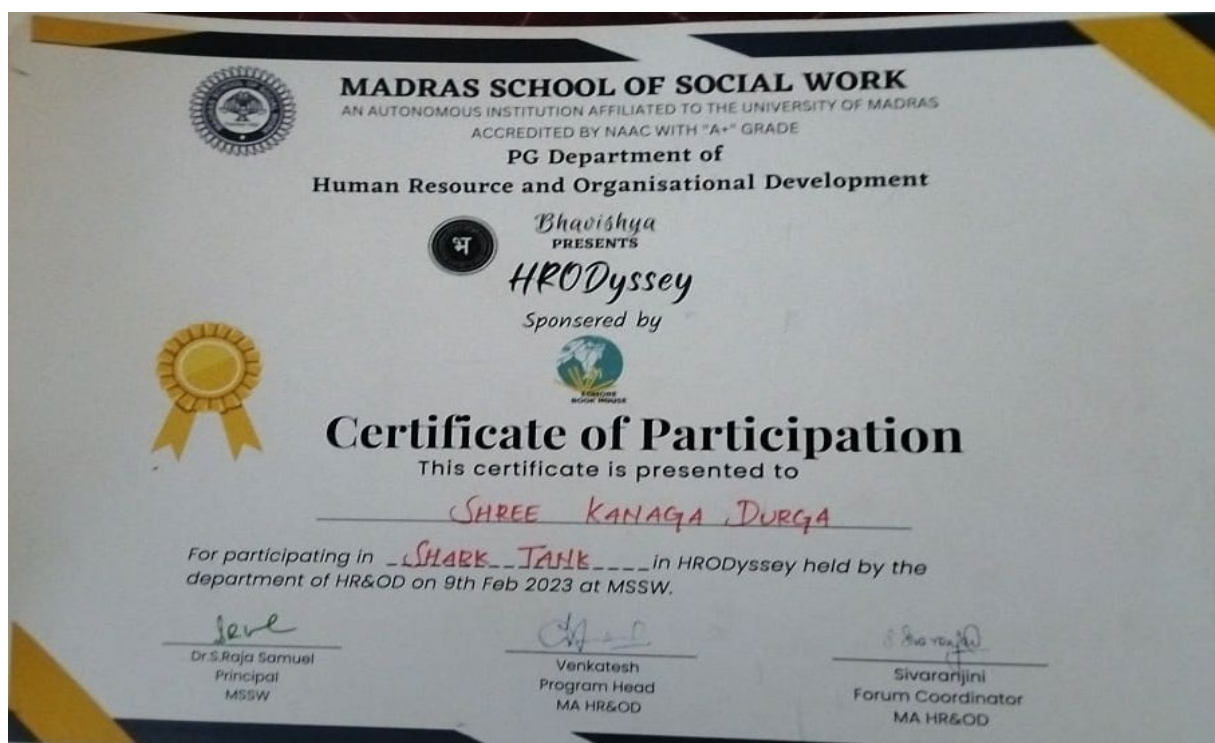 MADRAS SCHOOL OF SOCIAL WORK
AN AUTONOMOUS INSTITUTION AFFILIATED TO THE UNIVERSITY OF MADRAS
ACCREDITED BY NAAC WITH "A+" GRADE
PG Department of
Human Resource and Organisational Development
भ
Bhavishya
PRESENTS
HRODyssey
Sponsered by
BOOK HOUSE
Certificate of Participation
This certificate is presented to
SHREE KANAGA DURGA
For participating in SHARK TANK in HRODyssey held by the
department of HR&OD on 9th Feb 2023 at MSSW.
Dr.S.Raja Samuel
Principal
MSSW
Venkatesh
Program Head
MA HR&OD
Sivaranjini
Forum Coordinator
MA HR&OD